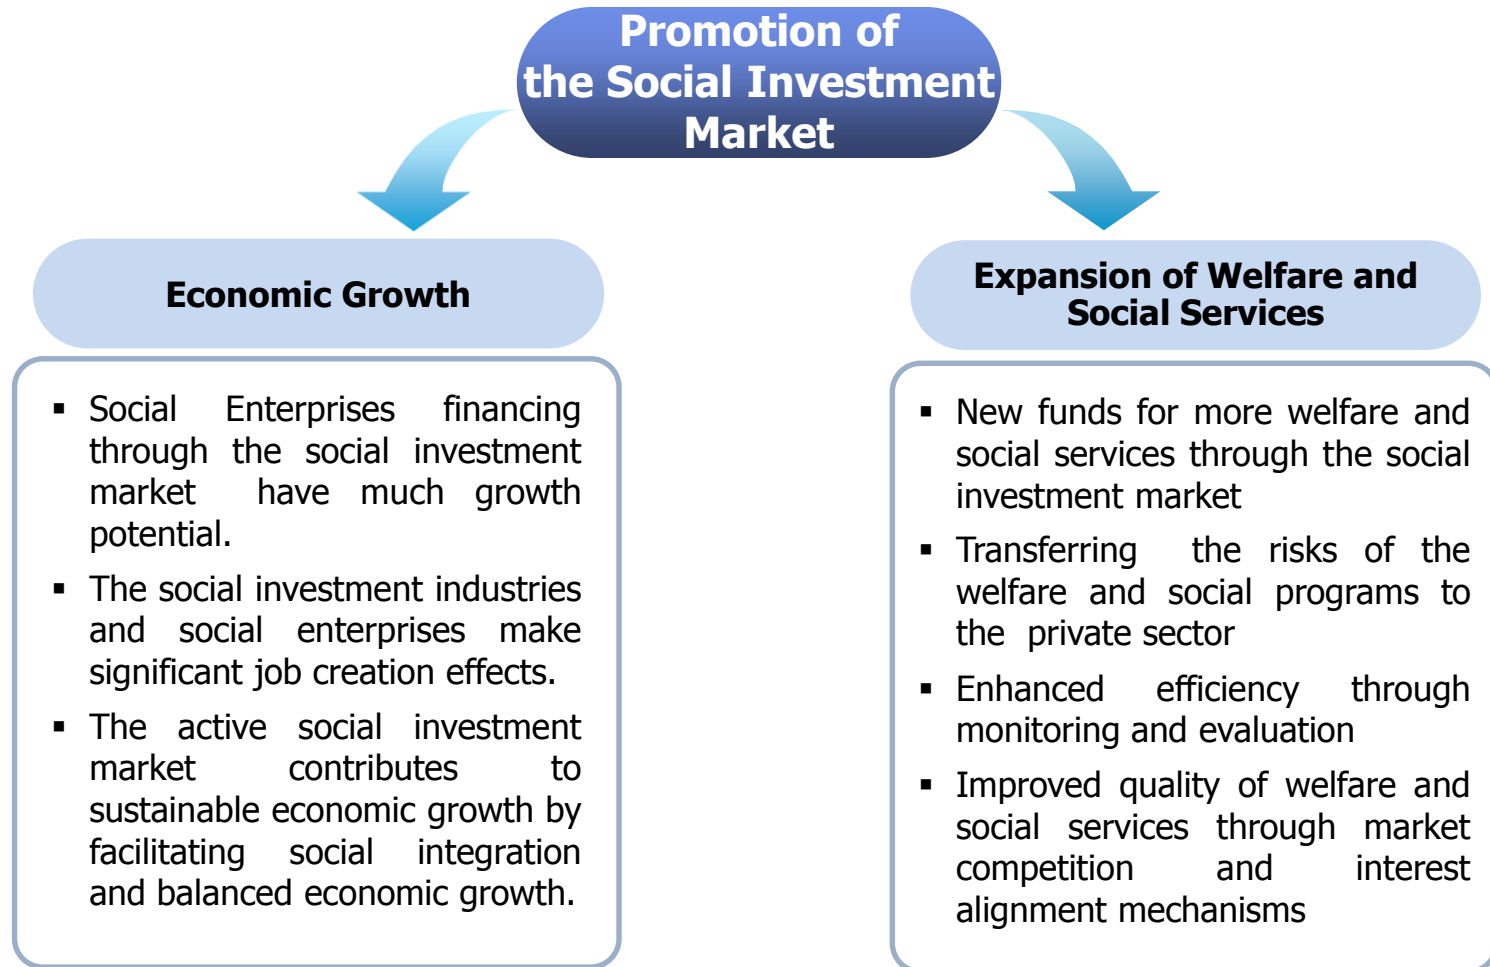 Promotion of
the Social Investment
Market
Economic Growth
▪ Social Enterprises financing
through the social investment
market have much growth
potential.
▪ The social investment industries
and social enterprises make
significant job creation effects.
▪ The active social investment
market contributes to
sustainable economic growth by
facilitating social integration
and balanced economic growth.
Expansion of Welfare and
Social Services
▪ New funds for more welfare and
social services through the social
investment market
▪ Transferring the risks of the
welfare and social programs to
the private sector
▪ Enhanced efficiency through
monitoring and evaluation
▪ Improved quality of welfare and
social services through market
competition and interest
alignment mechanisms